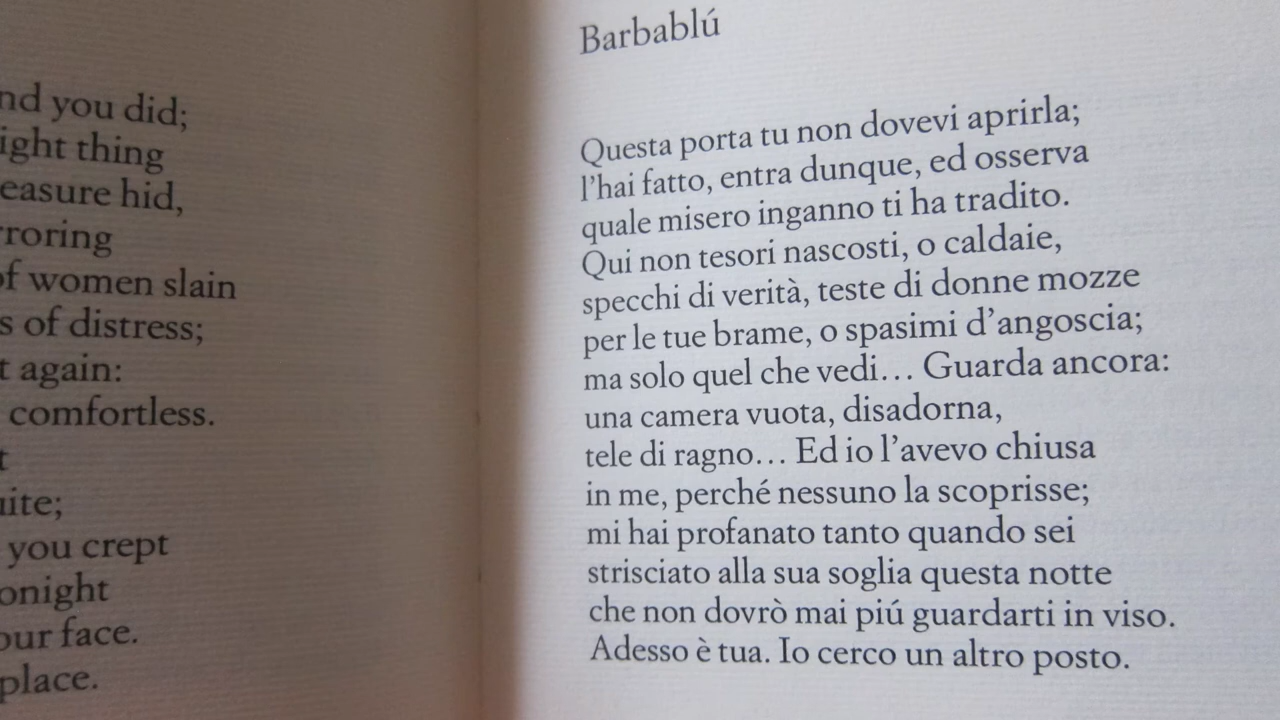 nd you did;
ight thing
easure hid,
rroring
of women slain
s of distress;
t again:
comfortless.
t
uite;
you crept
onight
our face.
place.
Barbablú
Questa porta tu non dovevi aprirla;
l'hai fatto, entra dunque, ed osserva
quale misero inganno ti ha tradito.
Qui non tesori nascosti, o caldaie,
specchi di verità, teste di donne mozze
per le tue brame, o spasimi d'angoscia;
ma solo quel che vedi… Guarda ancora:
una camera vuota, disadorna,
tele di ragno… Ed io l'avevo chiusa
in me, perché nessuno la scoprisse;
mi hai profanato tanto quando sei
strisciato alla sua soglia questa notte
che non dovrò mai piú guardarti in viso.
Adesso è tua. Io cerco un altro posto.